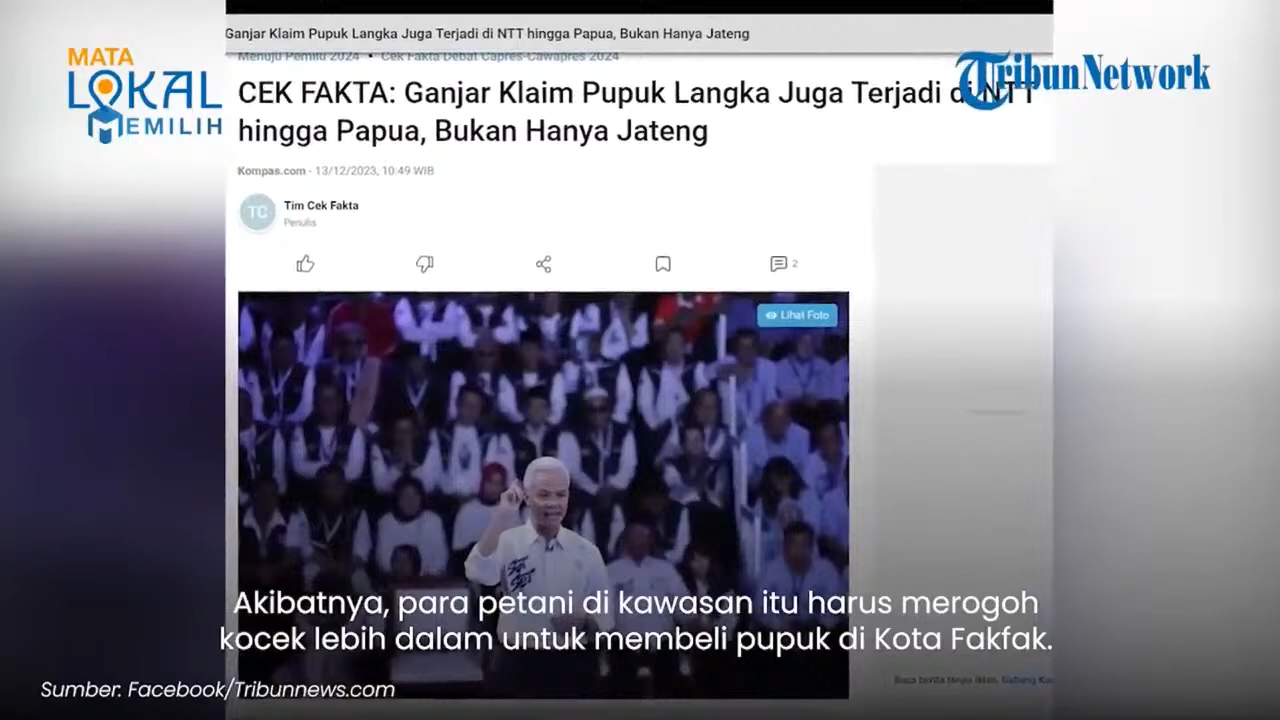 Ganjar Klaim Pupuk Langka Juga Terjadi di NTT hingga Papua, Bukan Hanya Jateng
Menuju Pemilu 2024 • Cek Fakta Debat Capres-Cawapres 2024
MATA
LOKAL
MEMILIH
TribunNetwork
CEK FAKTA: Ganjar Klaim Pupuk Langka Juga Terjadi di NTT
hingga Papua, Bukan Hanya Jateng
Kompas.com - 13/12/2023, 10:49 WIB
TC
Tim Cek Fakta
Penulis
2
Lihat Foto
Akibatnya, para petani di kawasan itu harus merogoh
kocek lebih dalam untuk membeli pupuk di Kota Fakfak.
Baca berita tanpa iklan.
Sumber: Facebook/Tribunnews.com